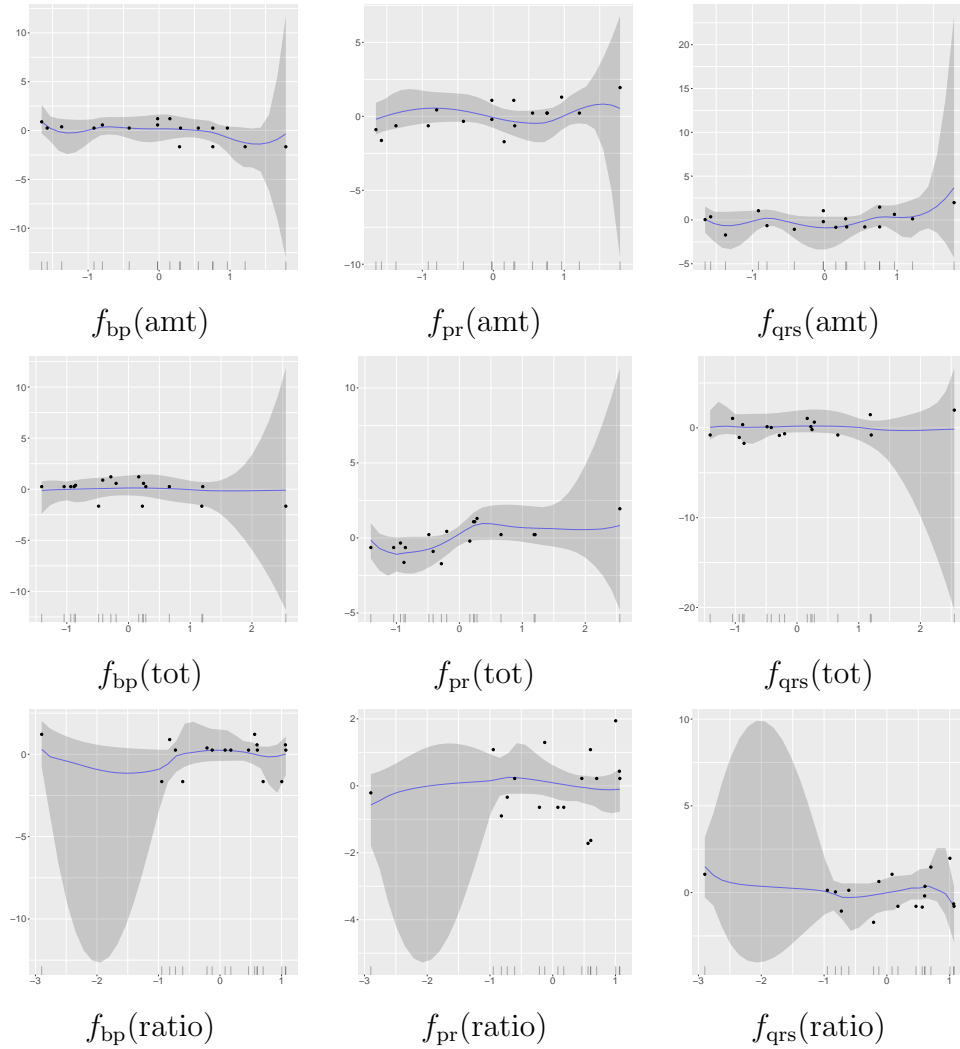 10
5
0
−5
−10
−1 0 1
f_bp(amt)
5
0
−5
−10
−1 0 1
f_pr(amt)
20
15
10
5
0
−5
−1 0 1
f_qrs(amt)
10
5
0
−5
−10
−1 0 1 2
f_bp(tot)
10
5
0
−5
−1 0 1 2
f_pr(tot)
0
−10
−20
−1 0 1 2
f_qrs(tot)
0
−5
−10
−3 −2 −1 0 1
f_bp(ratio)
2
0
−2
−4
−3 −2 −1 0 1
f_pr(ratio)
10
5
0
−3 −2 −1 0 1
f_qrs(ratio)